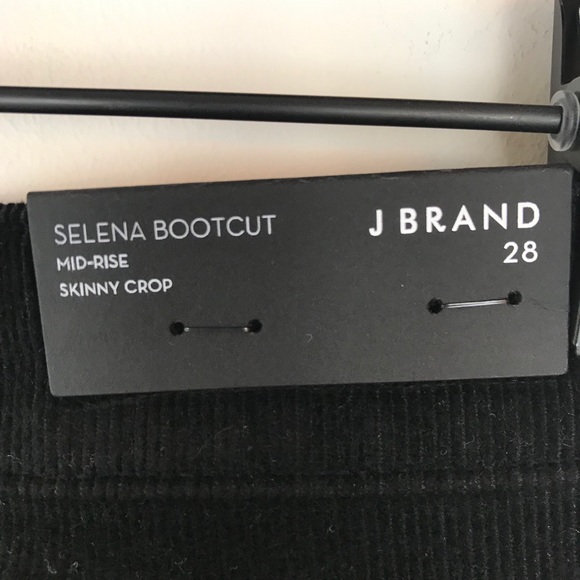 SELENA BOOTCUT
MID-RISE
SKINNY CROP
J BRAND
28